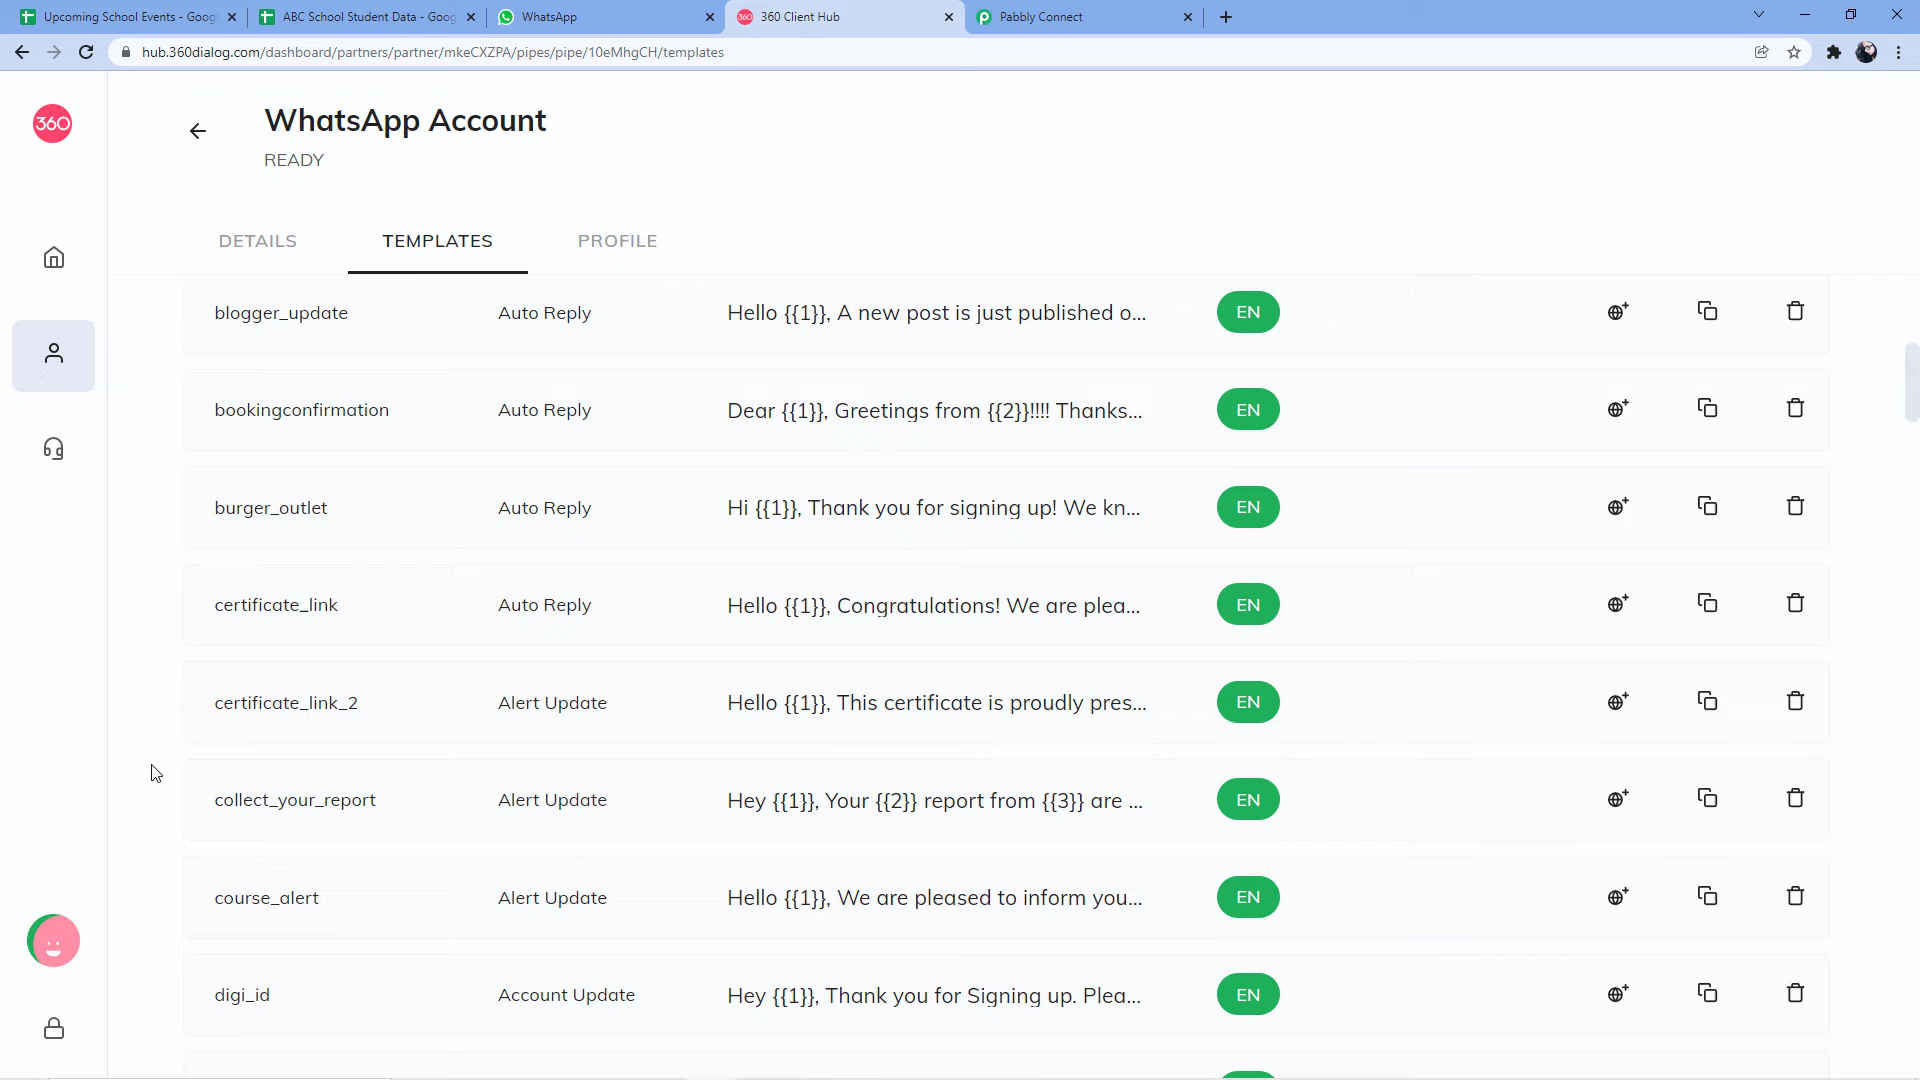 Upcoming School Events - Goog
ABC School Student Data - Goog
WhatsApp
360 Client Hub
Pabbly Connect
hub.360dialog.com/dashboard/partners/partner/mkeCXZPA/pipes/pipe/10eMhgCH/templates
360
WhatsApp Account
READY
DETAILS
TEMPLATES
PROFILE
blogger_update Auto Reply Hello {{1}}, A new post is just published o... EN
bookingconfirmation Auto Reply Dear {{1}}, Greetings from {{2}}!!!! Thanks... EN
burger_outlet Auto Reply Hi {{1}}, Thank you for signing up! We kn... EN
certificate_link Auto Reply Hello {{1}}, Congratulations! We are plea... EN
certificate_link_2 Alert Update Hello {{1}}, This certificate is proudly pres... EN
collect_your_report Alert Update Hey {{1}}, Your {{2}} report from {{3}} are ... EN
course_alert Alert Update Hello {{1}}, We are pleased to inform you... EN
digi_id Account Update Hey {{1}}, Thank you for Signing up. Plea... EN